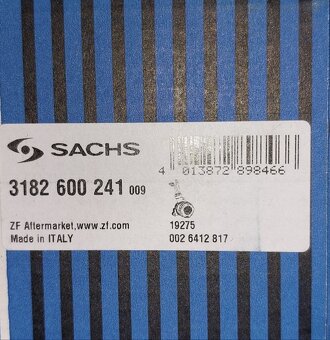 SACHS
4 013872 898466
3182 600 241 009
ZF Aftermarket,www.zf.com
Made in ITALY
19275
002 6412 817